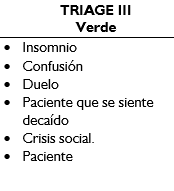 TRIAGE III
Verde
• Insomnio
• Confusión
• Duelo
• Paciente que se siente
decaído
• Crisis social.
• Paciente